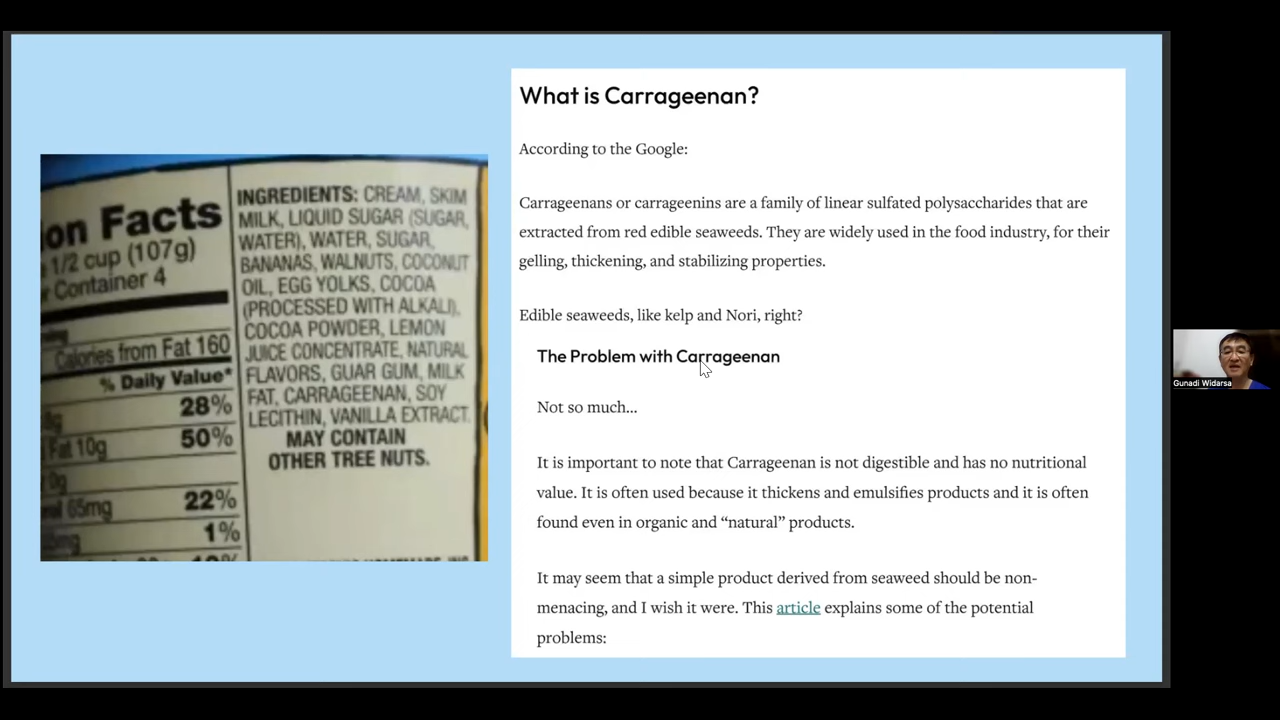 on Facts
1/2 cup (107g)
Container 4
Calories from Fat 160
% Daily Value*
28%
Fat 10g 50%
0g
65mg 22%
1%
INGREDIENTS: CREAM, SKIM
MILK, LIQUID SUGAR (SUGAR,
WATER), WATER, SUGAR,
BANANAS, WALNUTS, COCONUT
OIL, EGG YOLKS, COCOA
(PROCESSED WITH ALKALI),
COCOA POWDER, LEMON
JUICE CONCENTRATE, NATURAL
FLAVORS, GUAR GUM, MILK
FAT, CARRAGEENAN, SOY
LECITHIN, VANILLA EXTRACT.
MAY CONTAIN
OTHER TREE NUTS.
What is Carrageenan?
According to the Google:
Carrageenans or carrageenins are a family of linear sulfated polysaccharides that are
extracted from red edible seaweeds. They are widely used in the food industry, for their
gelling, thickening, and stabilizing properties.
Edible seaweeds, like kelp and Nori, right?
The Problem with Carrageenan
Not so much...
It is important to note that Carrageenan is not digestible and has no nutritional
value. It is often used because it thickens and emulsifies products and it is often
found even in organic and “natural” products.
It may seem that a simple product derived from seaweed should be non-
menacing, and I wish it were. This article explains some of the potential
problems:
Gunadi Widarsa